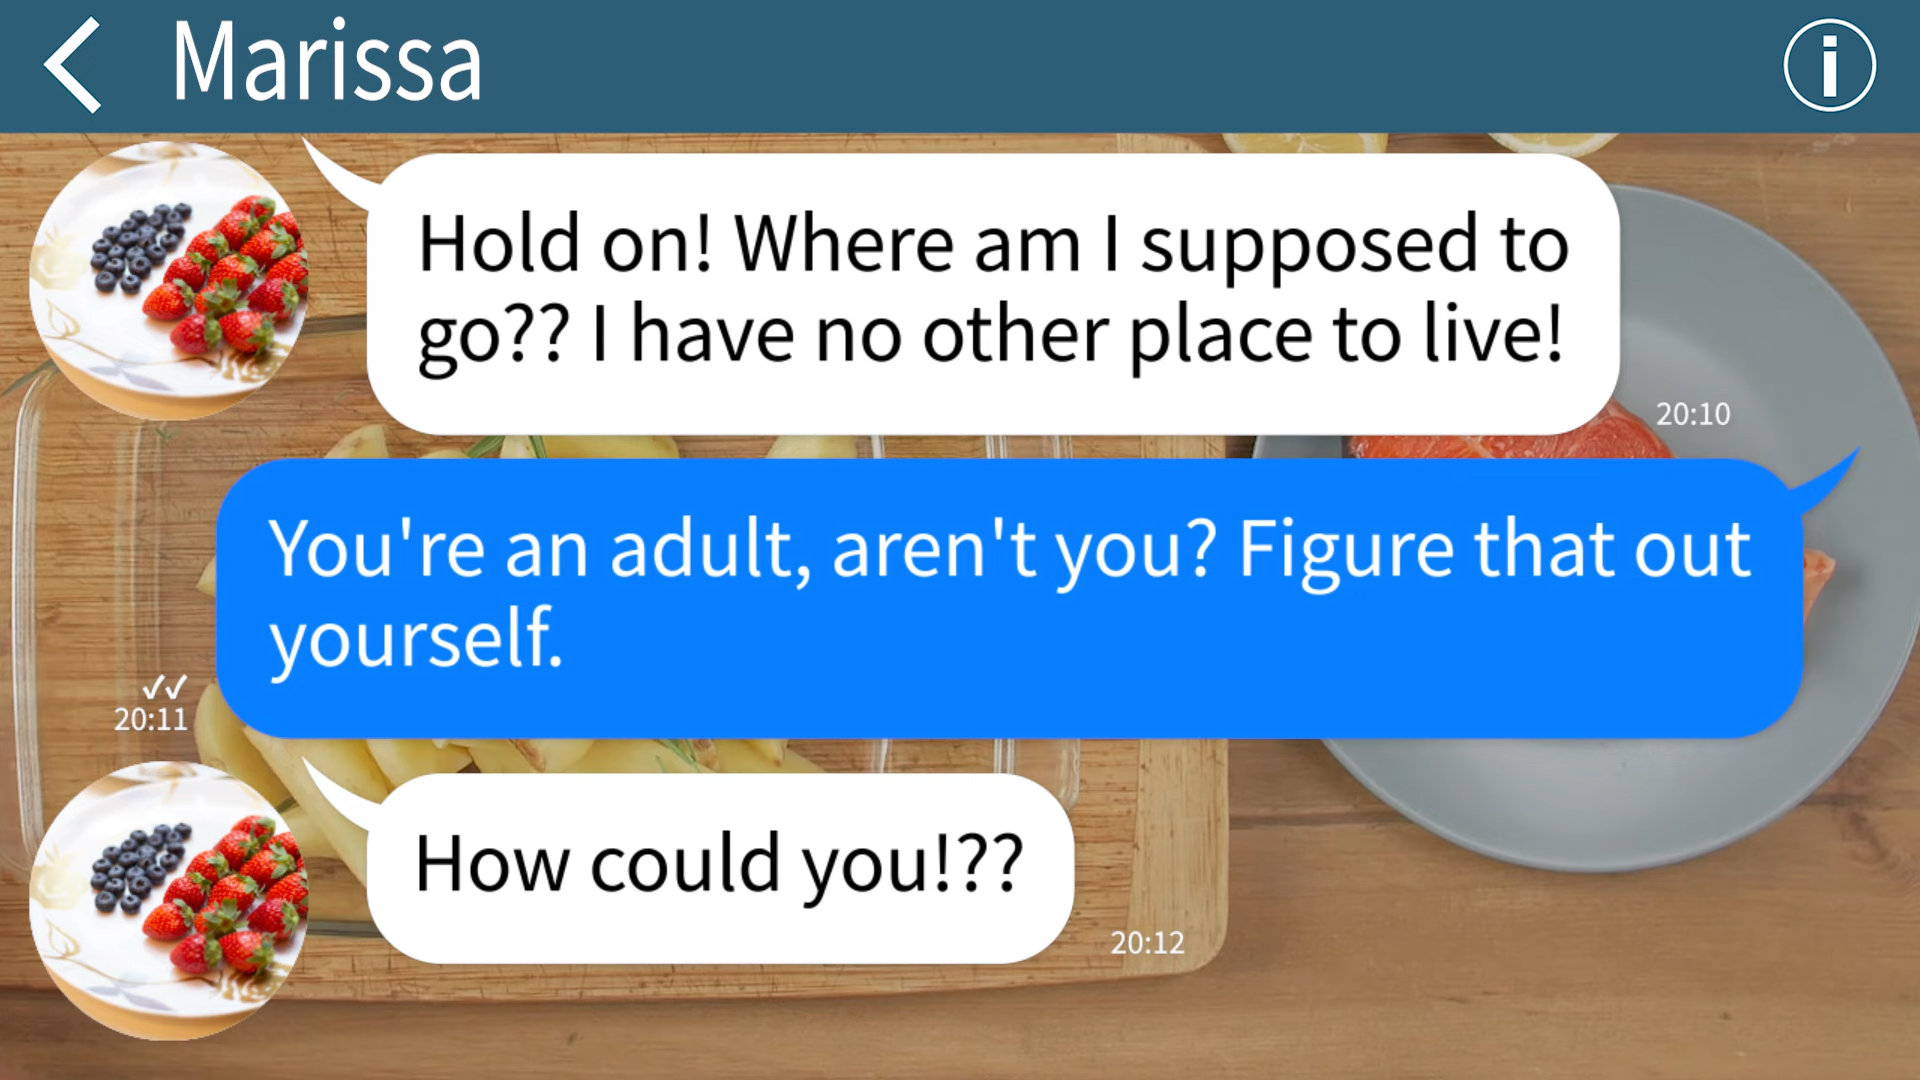 Marissa
Hold on! Where am I supposed to
go?? I have no other place to live!
20:10
You're an adult, aren't you? Figure that out
yourself.
20:11
How could you!??
20:12